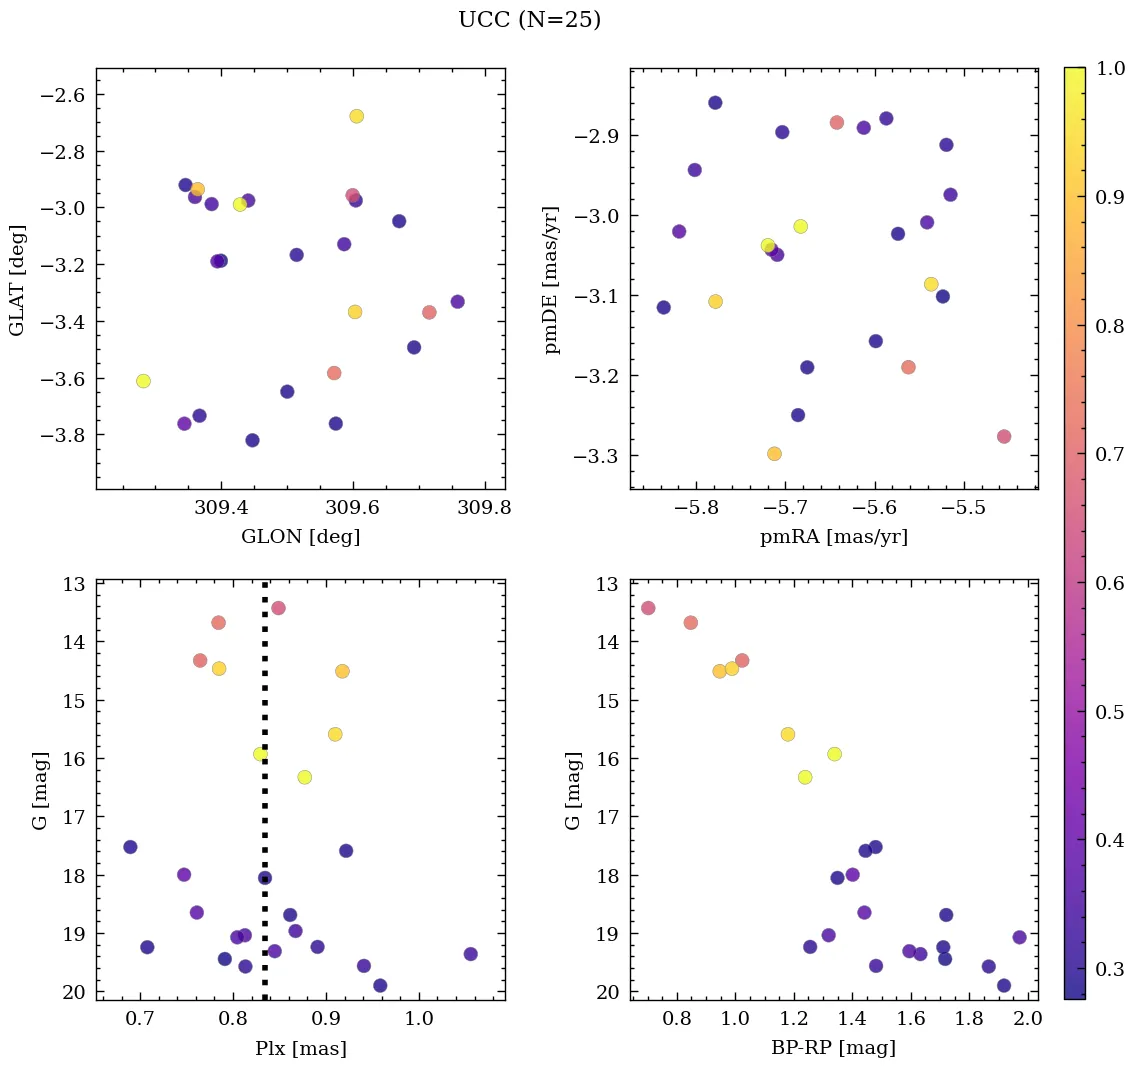 UCC (N=25)
−2.6
−2.8
−3.0
−3.2
−3.4
−3.6
−3.8
GLAT [deg]
309.4 309.6 309.8
GLON [deg]
−2.9
−3.0
−3.1
−3.2
−3.3
pmDE [mas/yr]
−5.8 −5.7 −5.6 −5.5
pmRA [mas/yr]
1.0
0.9
0.8
0.7
0.6
0.5
0.4
0.3
13
14
15
16
17
18
19
20
G [mag]
0.7 0.8 0.9 1.0
Plx [mas]
13
14
15
16
17
18
19
20
G [mag]
0.8 1.0 1.2 1.4 1.6 1.8 2.0
BP-RP [mag]